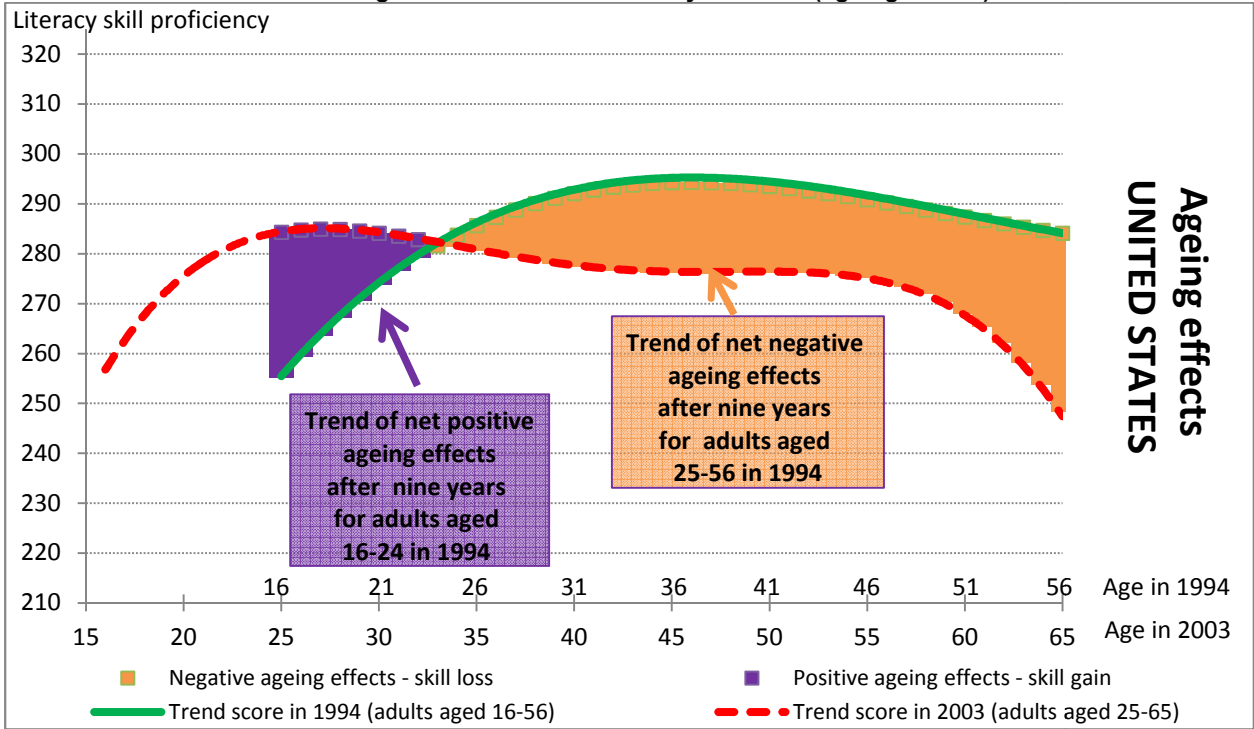 Literacy skill proficiency
320
310
300
290
280
270
260
250
240
230
220
210
Trend of net positive
ageing effects
after nine years
for adults aged
16-24 in 1994
Trend of net negative
ageing effects
after nine years
for adults aged
25-56 in 1994
Ageing effects
UNITED STATES
16 21 26 31 36 41 46 51 56 Age in 1994
15 20 25 30 35 40 45 50 55 60 65 Age in 2003
Negative ageing effects - skill loss
Positive ageing effects - skill gain
Trend score in 1994 (adults aged 16-56)
Trend score in 2003 (adults aged 25-65)